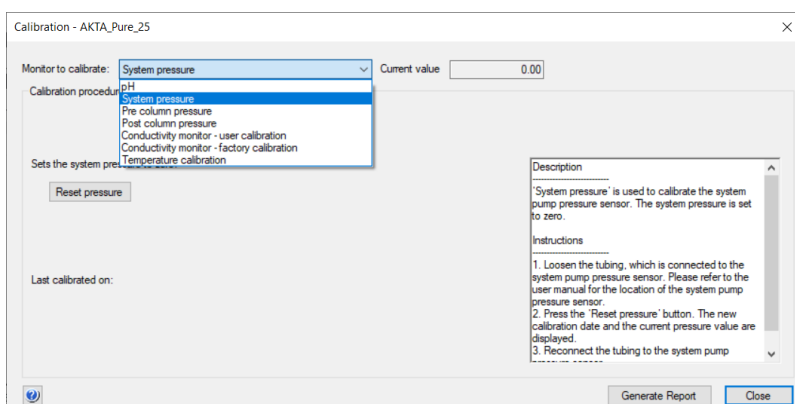 Calibration - AKTA_Pure_25
Monitor to calibrate: System pressure Current value 0.00
pH
Calibration procedur
System pressure
Pre column pressure
Post column pressure
Conductivity monitor - user calibration
Conductivity monitor - factory calibration
Temperature calibration
Sets the system pre
Reset pressure
Last calibrated on:
Description
----------------------------
`System pressure` is used to calibrate the system
pump pressure sensor. The system pressure is set
to zero.
Instructions
----------------------------
1. Loosen the tubing, which is connected to the
system pump pressure sensor. Please refer to the
user manual for the location of the system pump
pressure sensor.
2. Press the `Reset pressure` button. The new
calibration date and the current pressure value are
displayed.
3. Reconnect the tubing to the system pump
Generate Report
Close